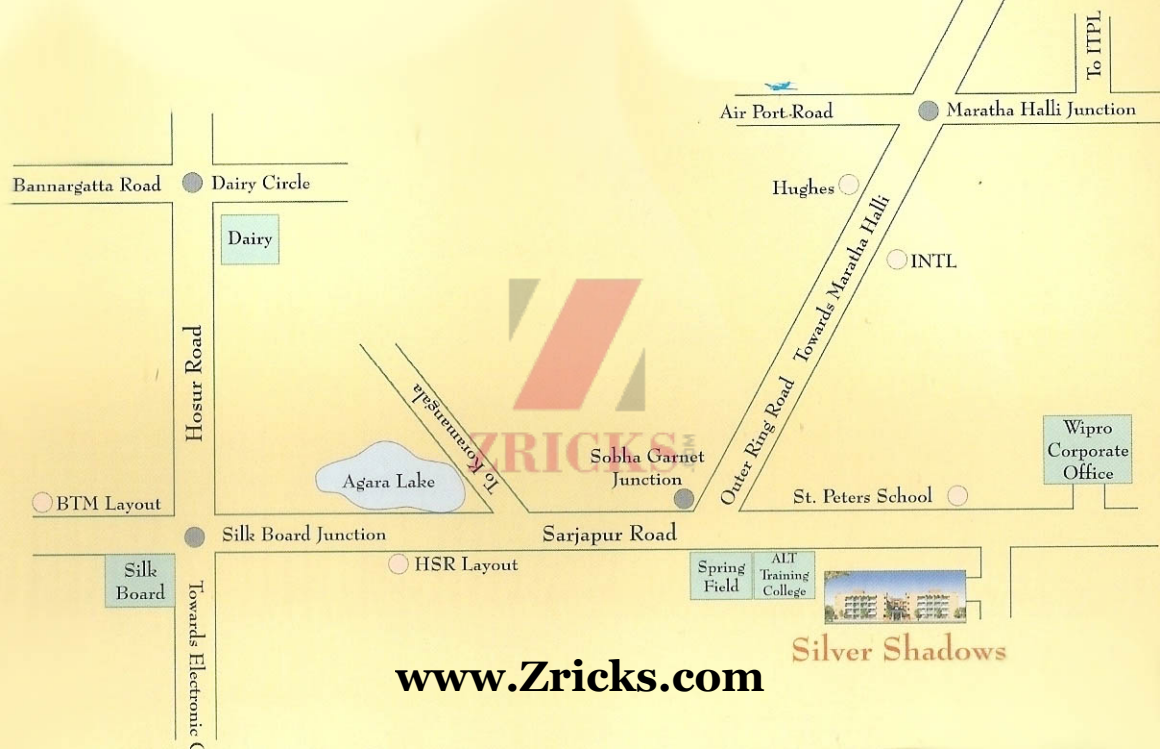 To ITPL
Air Port Road
Maratha Halli Junction
Bannargatta Road
Dairy Circle
Hughes
Dairy
INTL
Towards Maratha Halli
Outer Ring Road
Hosur Road
To Koramangala
ZRICKS.COM
Sobha Garnet
Junction
Wipro
Corporate
Office
Agara Lake
BTM Layout
St. Peters School
Silk Board Junction
Sarjapur Road
HSR Layout
Silk
Board
Spring
Field
ALT
Training
College
Towards Electronic
Silver Shadows
www.Zricks.com